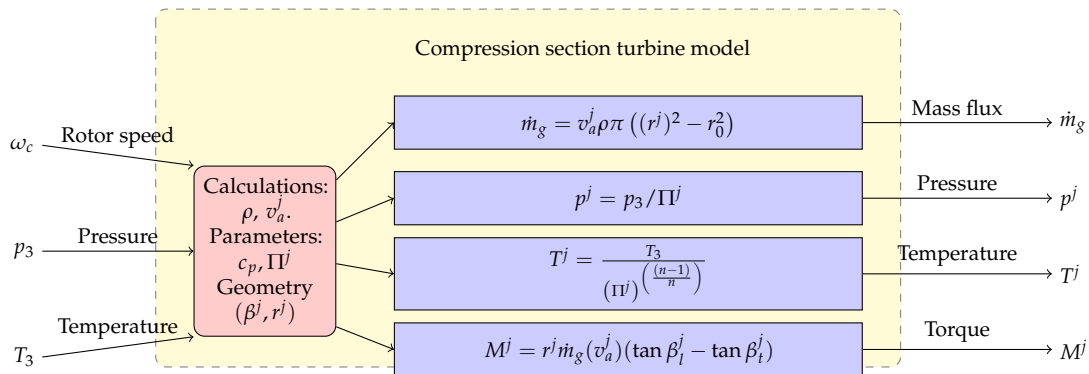 Compression section turbine model
ω_c
Rotor speed
p_3
Pressure
T_3
Temperature
Calculations:
ρ, v_a^j.
Parameters:
c_p, Π^j
Geometry
(β^j, r^j)
ṁ_g = v_a^j ρπ ((r^j)^2 − r_0^2)
Mass flux
ṁ_g
p^j = p_3/Π^j
Pressure
p^j
T^j = T_3 / (Π^j)^(((n−1)/n))
Temperature
T^j
M^j = r^j ṁ_g(v_a^j)(tan β_l^j − tan β_t^j)
Torque
M^j